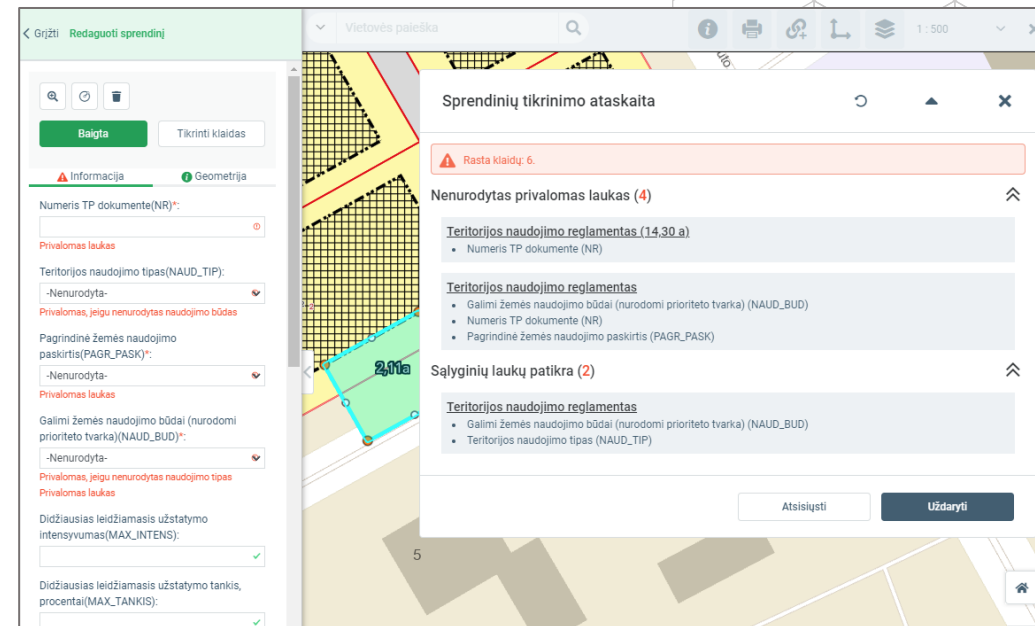 Grįžti Redaguoti sprendinį
Baigta
Tikrinti klaidas
Informacija
Geometrija
Numeris TP dokumente(NR)*:
Privalomas laukas
Teritorijos naudojimo tipas(NAUD_TIP):
-Nenurodyta-
Privalomas, jeigu nenurodytas naudojimo būdas
Pagrindinė žemės naudojimo
paskirtis(PAGR_PASK)*:
-Nenurodyta-
Privalomas laukas
Galimi žemės naudojimo būdai (nurodomi
prioriteto tvarka)(NAUD_BUD)*:
-Nenurodyta-
Privalomas, jeigu nenurodytas naudojimo tipas
Privalomas laukas
Didžiausias leidžiamasis užstatymo
intensyvumas(MAX_INTENS):
Didžiausias leidžiamasis užstatymo tankis,
procentai(MAX_TANKIS):
Vietovės paieška
1 : 500
2,11a
5
Sprendinių tikrinimo ataskaita
Rasta klaidų: 6.
Nenurodytas privalomas laukas (4)
Teritorijos naudojimo reglamentas (14,30 a)
• Numeris TP dokumente (NR)
Teritorijos naudojimo reglamentas
• Galimi žemės naudojimo būdai (nurodomi prioriteto tvarka) (NAUD_BUD)
• Numeris TP dokumente (NR)
• Pagrindinė žemės naudojimo paskirtis (PAGR_PASK)
Sąlyginių laukų patikra (2)
Teritorijos naudojimo reglamentas
• Galimi žemės naudojimo būdai (nurodomi prioriteto tvarka) (NAUD_BUD)
• Teritorijos naudojimo tipas (NAUD_TIP)
Atsisiųsti
Uždaryti